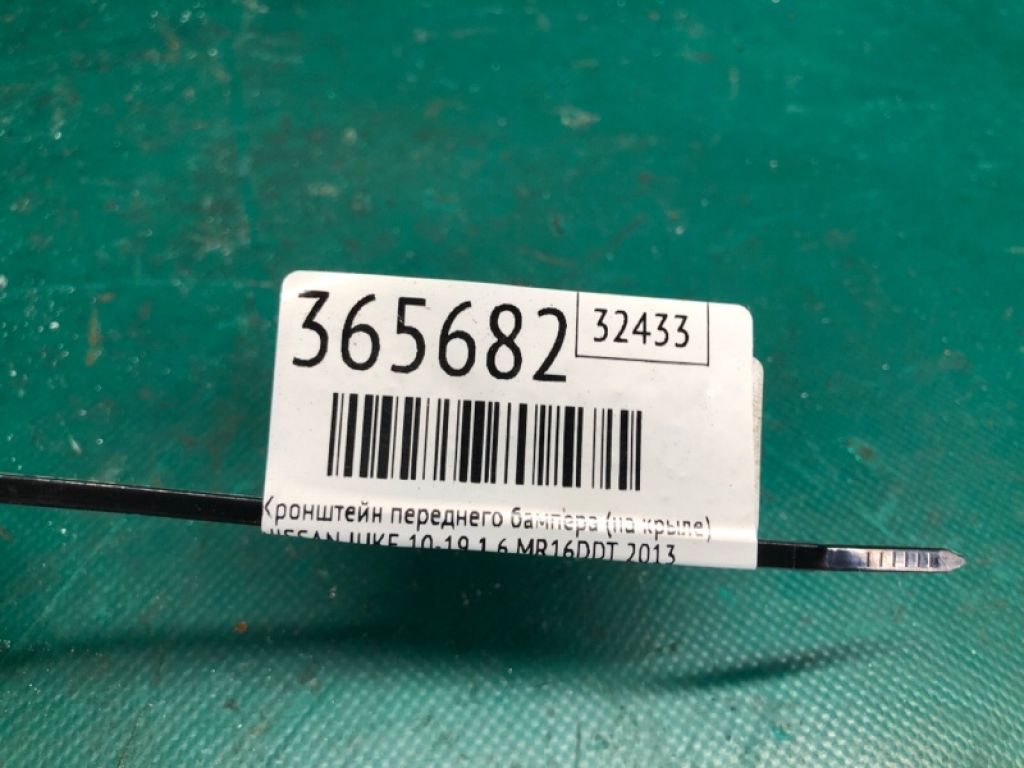 365682
32433
Кронштейн переднего бампера (на крыле)
NISSAN JUKE 10-19 1.6 MR16DDT 2013